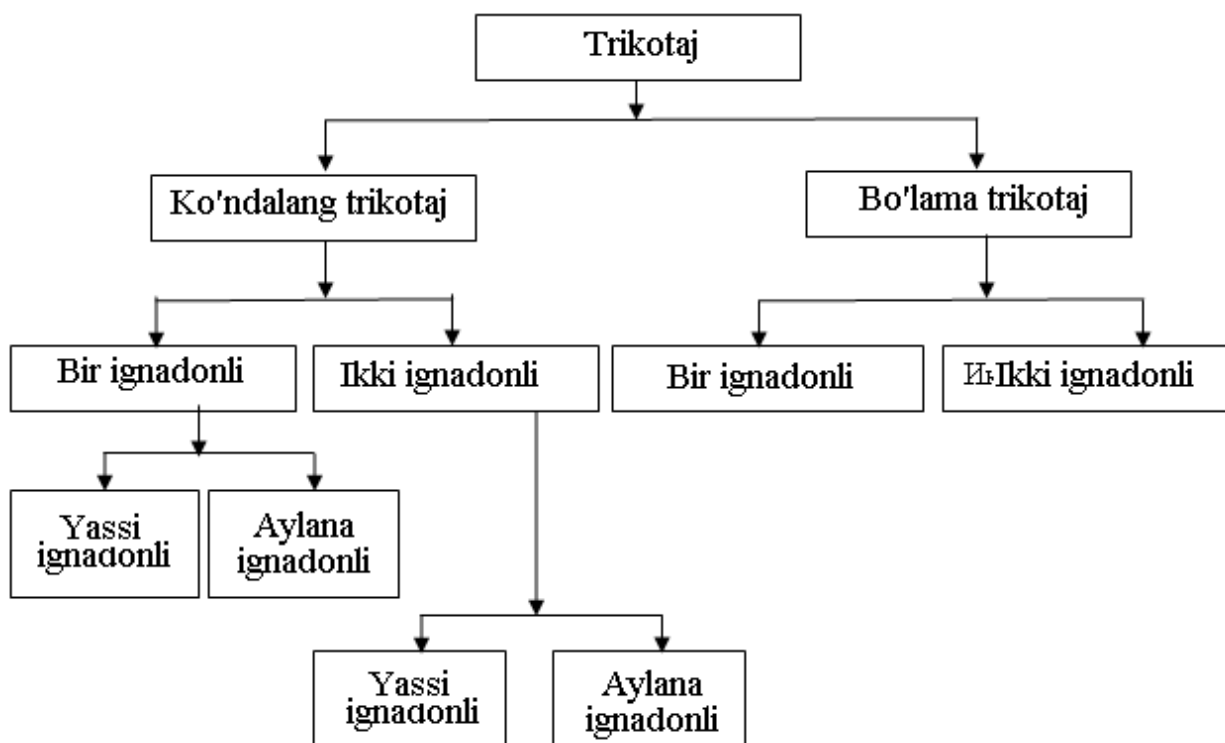 Trikotaj
Ko'ndalang trikotaj
Bo'lama trikotaj
Bir ignadonli
Ikki ignadonli
Bir ignadonli
Ikki ignadonli
Yassi
ignadonli
Aylana
ignadonli
Yassi
ignadonli
Aylana
ignadonli